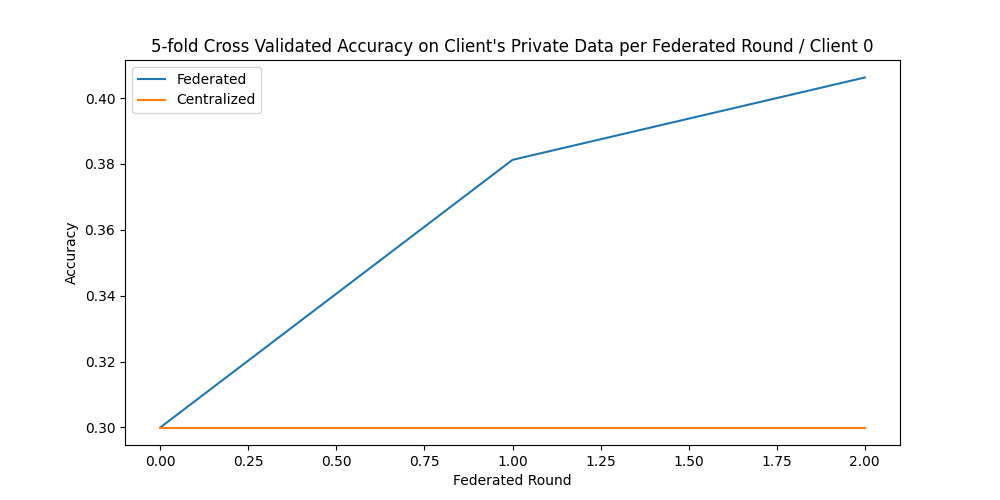 5-fold Cross Validated Accuracy on Client's Private Data per Federated Round / Client 0
Federated
Centralized
Accuracy
0.40
0.38
0.36
0.34
0.32
0.30
0.00 0.25 0.50 0.75 1.00 1.25 1.50 1.75 2.00
Federated Round